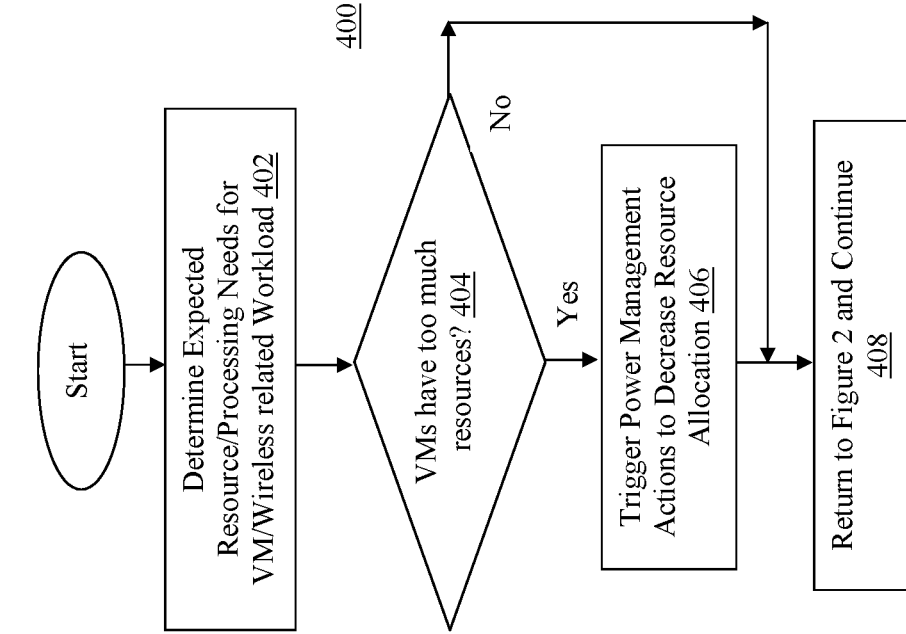 400
Start
Determine Expected
Resource/Processing Needs for
VM/Wireless related Workload 402
VMs have too much
resources? 404
No
Yes
Trigger Power Management
Actions to Decrease Resource
Allocation 406
Return to Figure 2 and Continue
408